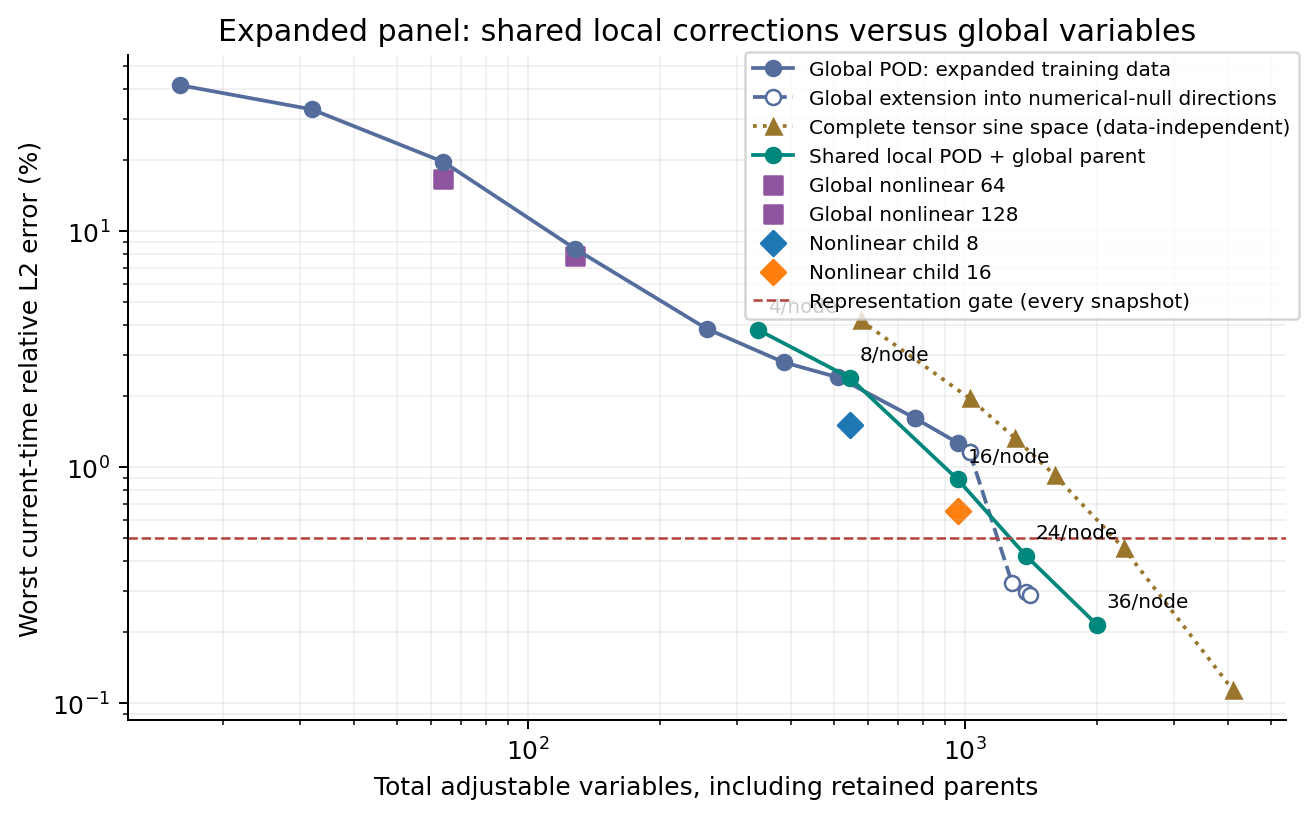 Expanded panel: shared local corrections versus global variables
Global POD: expanded training data
Global extension into numerical-null directions
Complete tensor sine space (data-independent)
Shared local POD + global parent
Global nonlinear 64
Global nonlinear 128
Nonlinear child 8
Nonlinear child 16
Representation gate (every snapshot)
4/node
8/node
16/node
24/node
36/node
Worst current-time relative L2 error (%)
10¹
10⁰
10⁻¹
10²
10³
Total adjustable variables, including retained parents